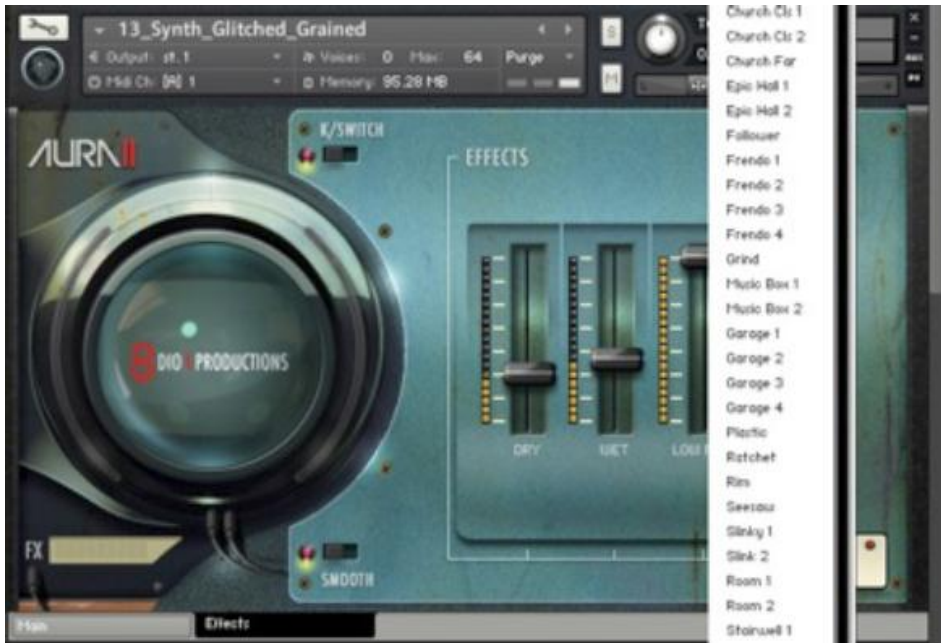 13_Synth_Glitched_Grained
Output: st.1
Voices: 0 Max: 64 Purge
Midi Ch: [A] 1
Memory: 95.28 MB
S
M
AURA II
K/SWITCH
EFFECTS
8DIO PRODUCTIONS
DRY
WET
LOW
FX
SMOOTH
Main
Effects
Church Cls 1
Church Cls 2
Church Far
Epic Hall 1
Epic Hall 2
Follower
Frendo 1
Frendo 2
Frendo 3
Frendo 4
Grind
Music Box 1
Music Box 2
Garage 1
Garage 2
Garage 3
Garage 4
Plastic
Ratchet
Rim
Seesaw
Slinky 1
Slink 2
Room 1
Room 2
Stairwell 1